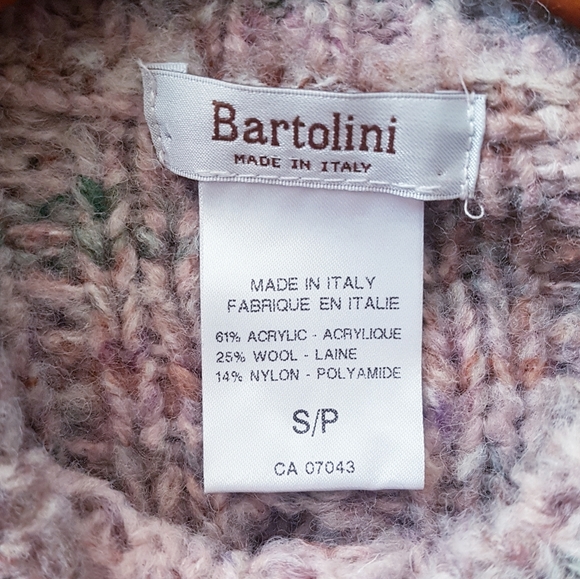 Bartolini
MADE IN ITALY
MADE IN ITALY
FABRIQUE EN ITALIE
61% ACRYLIC - ACRYLIQUE
25% WOOL - LAINE
14% NYLON - POLYAMIDE
S/P
CA 07043